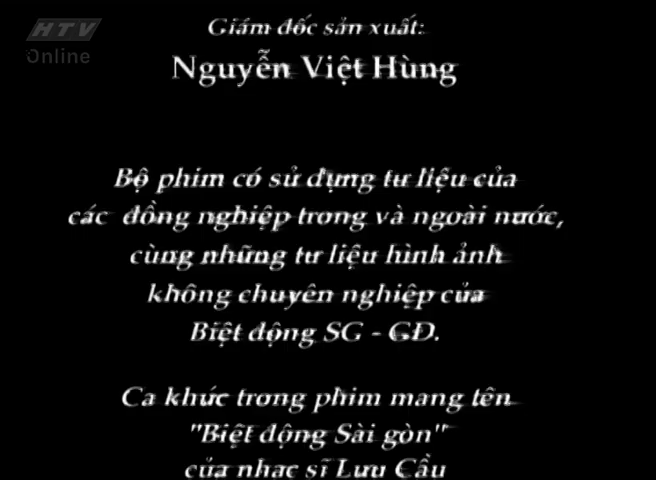 HTV
Online
Giám đốc sản xuất:
Nguyễn Việt Hùng
Bộ phim có sử dụng tư liệu của
các đồng nghiệp trong và ngoài nước,
cùng những tư liệu hình ảnh
không chuyên nghiệp của
Biệt động SG - GĐ.
Ca khúc trong phim mang tên
"Biệt động Sài gòn"
của nhạc sĩ Lưu Cầu